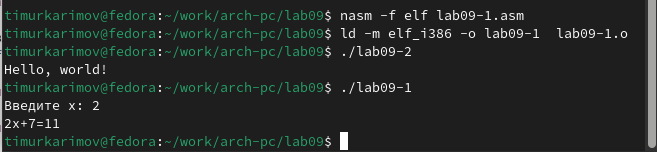 timurkarimov@fedora:~/work/arch-pc/lab09$ nasm -f elf lab09-1.asm
timurkarimov@fedora:~/work/arch-pc/lab09$ ld -m elf_i386 -o lab09-1  lab09-1.o
timurkarimov@fedora:~/work/arch-pc/lab09$ ./lab09-2
Hello, world!
timurkarimov@fedora:~/work/arch-pc/lab09$ ./lab09-1
Введите x: 2
2x+7=11
timurkarimov@fedora:~/work/arch-pc/lab09$